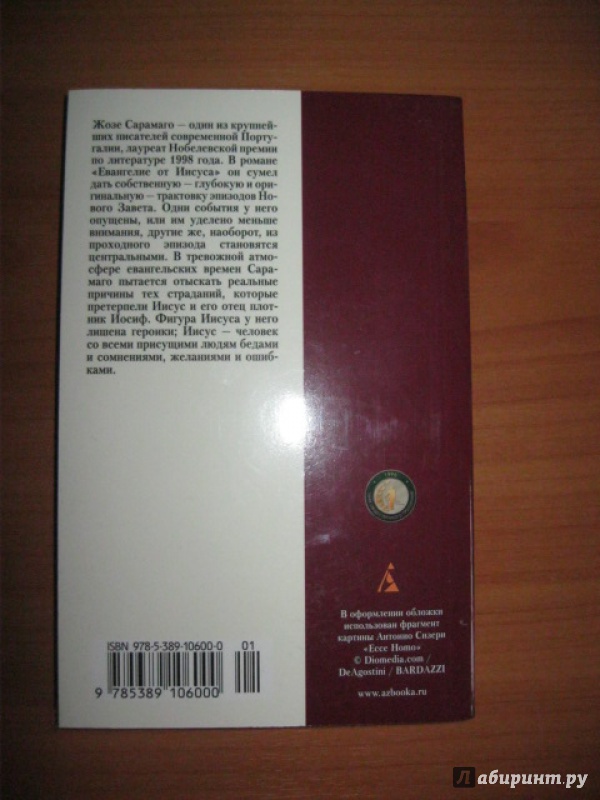 Жозе Сарамаго — один из крупней-
ших писателей современной Порту-
галии, лауреат Нобелевской премии
по литературе 1998 года. В романе
«Евангелие от Иисуса» он сумел
дать собственную — глубокую и ори-
гинальную — трактовку эпизодов Но-
вого Завета. Одни события у него
опущены, или им уделено меньше
внимания, другие же, наоборот, из
проходного эпизода становятся
центральными. В тревожной атмо-
сфере евангельских времен Сара-
маго пытается отыскать реальные
причины тех страданий, которые
претерпели Иисус и его отец плот-
ник Иосиф. Фигура Иисуса у него
лишена героики; Иисус — человек
со всеми присущими людям бедами
и сомнениями, желаниями и ошиб-
ками.
ISBN 978-5-389-10600-0
01
9 785389 106000
В оформлении обложки
использован фрагмент
картины Антонио Сизери
«Ecce Homo»
© Diomedia.com /
DeAgostini / BARDAZZI
www.azbooka.ru
лабиринт.ру